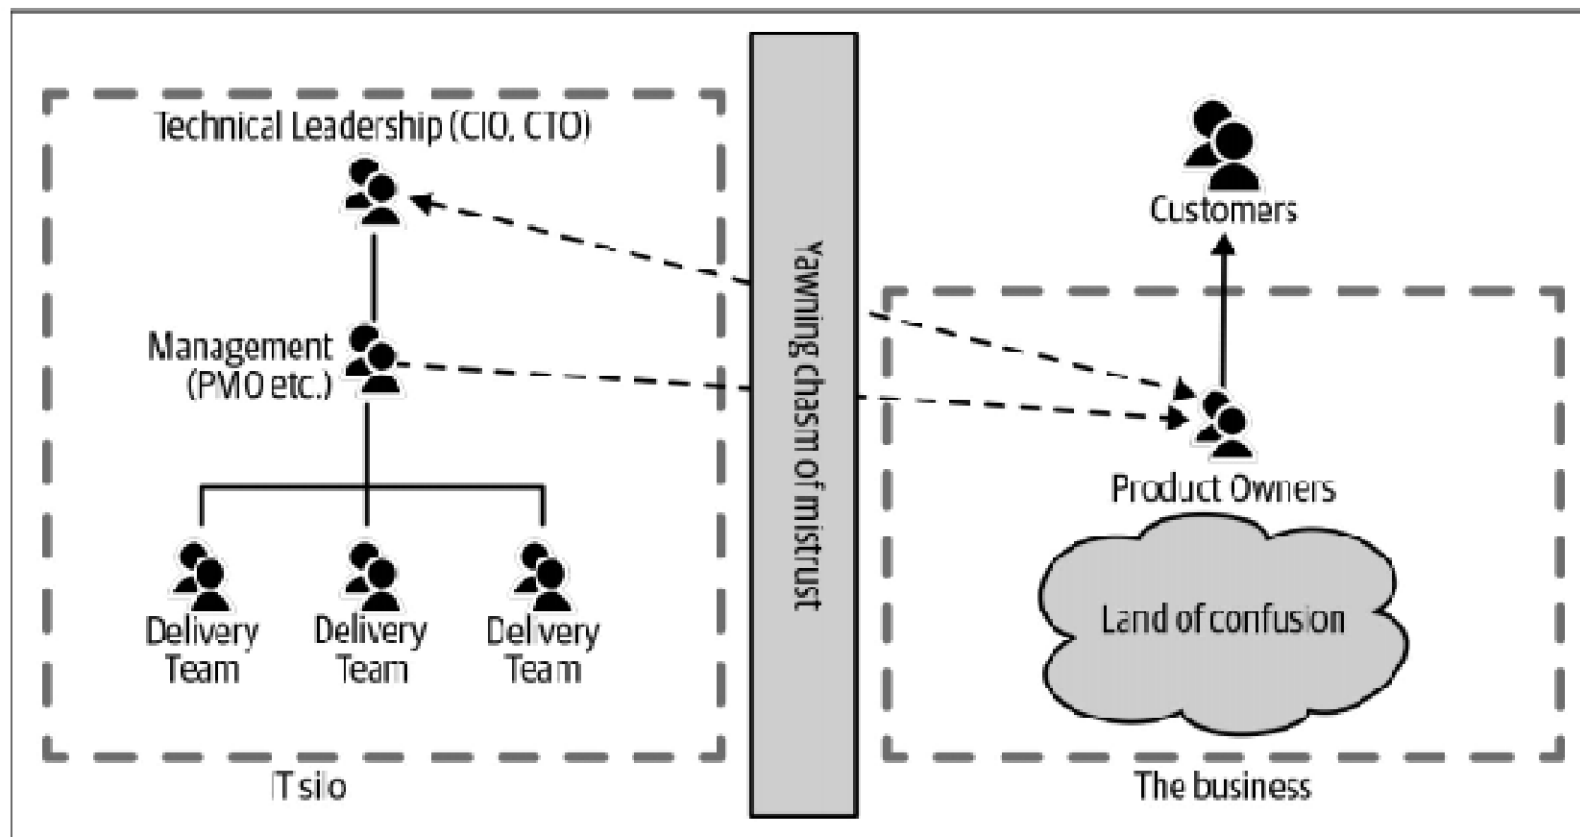 Technical Leadership (CIO, CTO)
Management
(PMO etc.)
Delivery
Team
Delivery
Team
Delivery
Team
IT silo
Yawning chasm of mistrust
Customers
Product Owners
Land of confusion
The business